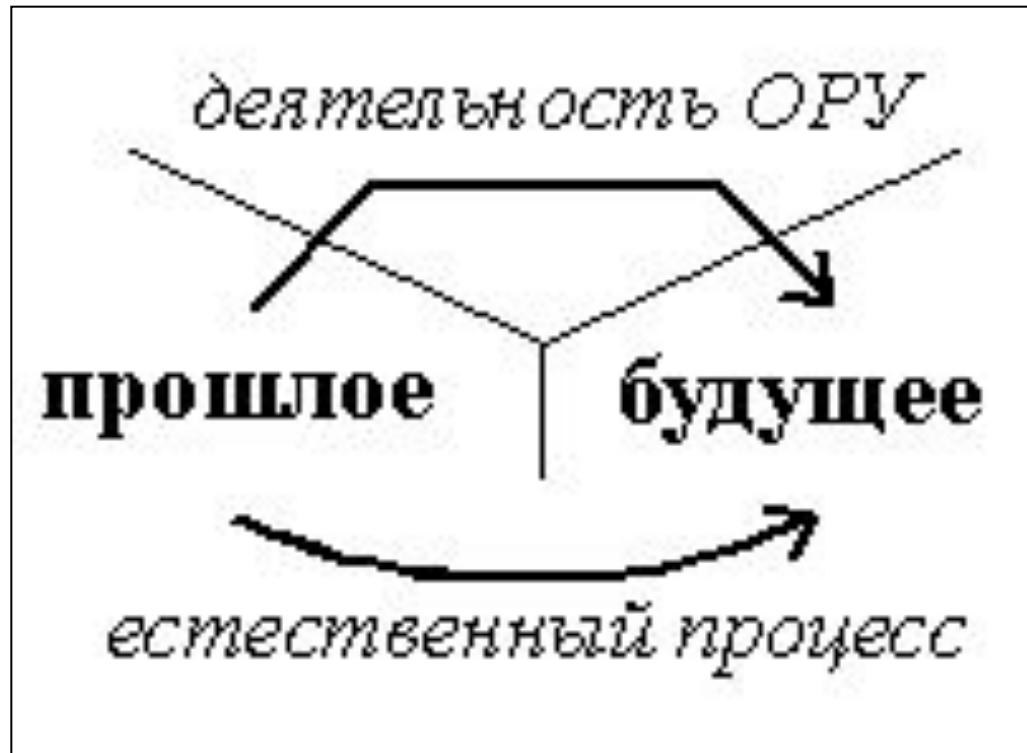 деятельность ОРУ
прошлое будущее
естественный процесс